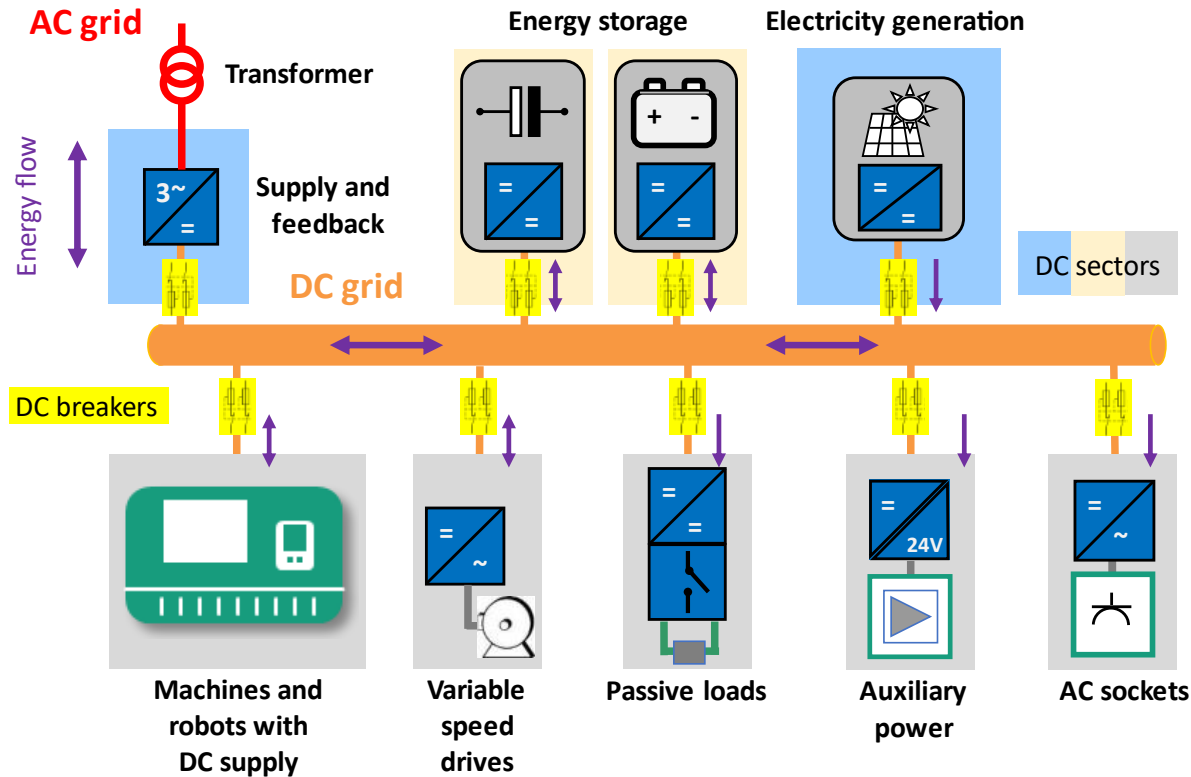 AC grid
Energy storage
Electricity generation
Transformer
+ -
Energy flow
3~
=
Supply and
feedback
=
=
=
=
=
=
DC sectors
DC grid
DC breakers
=
~
=
=
=
24V
=
~
Machines and
robots with
DC supply
Variable
speed
drives
Passive loads
Auxiliary
power
AC sockets